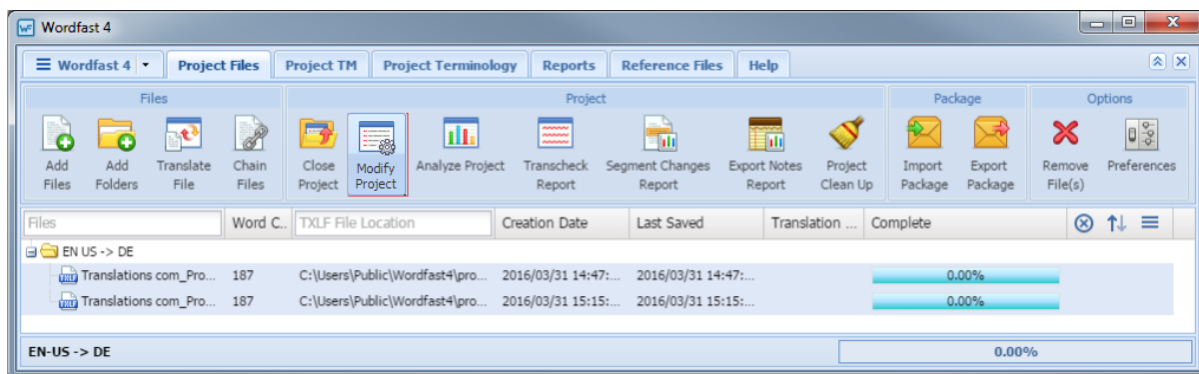 Wordfast 4
Wordfast 4 Project Files Project TM Project Terminology Reports Reference Files Help
Files Project Package Options
Add Files Add Folders Translate File Chain Files Close Project Modify Project Analyze Project Transcheck Report Segment Changes Report Export Notes Report Project Clean Up Import Package Export Package Remove File(s) Preferences
Files Word C.. TXLF File Location Creation Date Last Saved Translation ... Complete
EN US -> DE
TXLF Translations com_Pro... 187 C:\Users\Public\Wordfast4\pro... 2016/03/31 14:47:... 2016/03/31 14:47:... 0.00%
TXLF Translations com_Pro... 187 C:\Users\Public\Wordfast4\pro... 2016/03/31 15:15:... 2016/03/31 15:15:... 0.00%
EN-US -> DE 0.00%